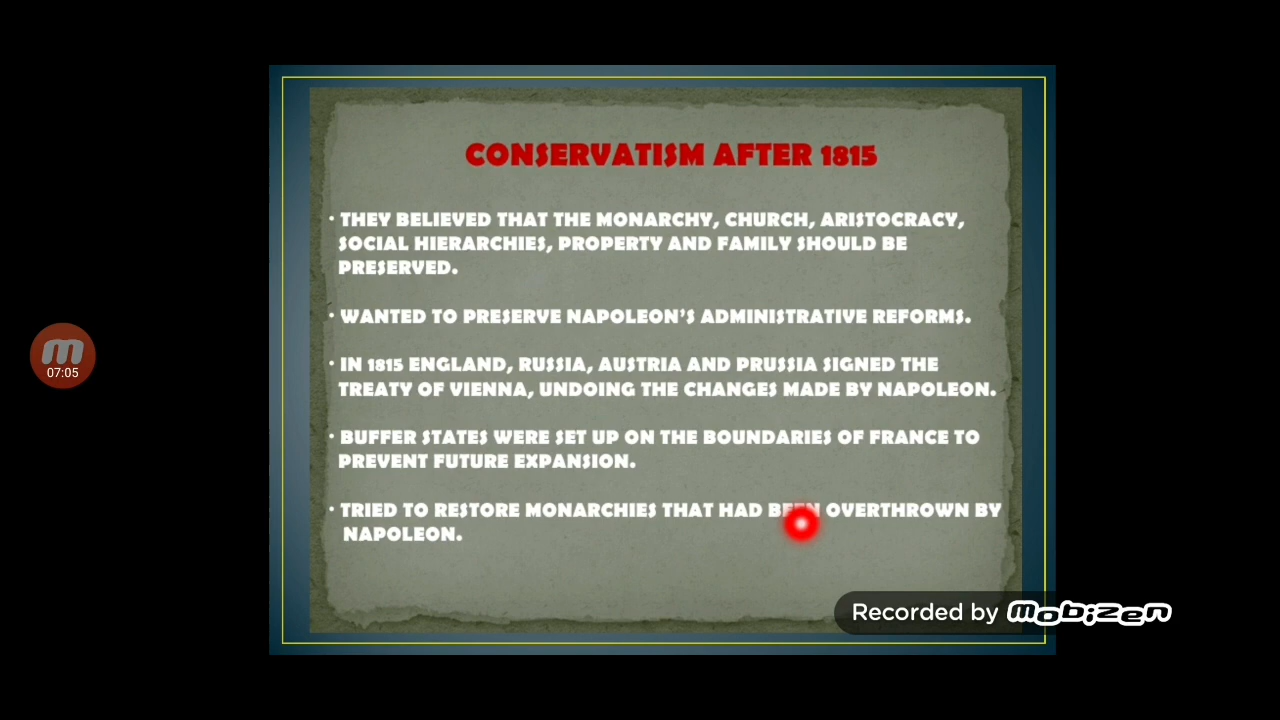 CONSERVATISM AFTER 1815
• THEY BELIEVED THAT THE MONARCHY, CHURCH, ARISTOCRACY,
SOCIAL HIERARCHIES, PROPERTY AND FAMILY SHOULD BE
PRESERVED.
• WANTED TO PRESERVE NAPOLEON'S ADMINISTRATIVE REFORMS.
• IN 1815 ENGLAND, RUSSIA, AUSTRIA AND PRUSSIA SIGNED THE
TREATY OF VIENNA, UNDOING THE CHANGES MADE BY NAPOLEON.
• BUFFER STATES WERE SET UP ON THE BOUNDARIES OF FRANCE TO
PREVENT FUTURE EXPANSION.
• TRIED TO RESTORE MONARCHIES THAT HAD BEEN OVERTHROWN BY
NAPOLEON.
07:05
Recorded by mobizen